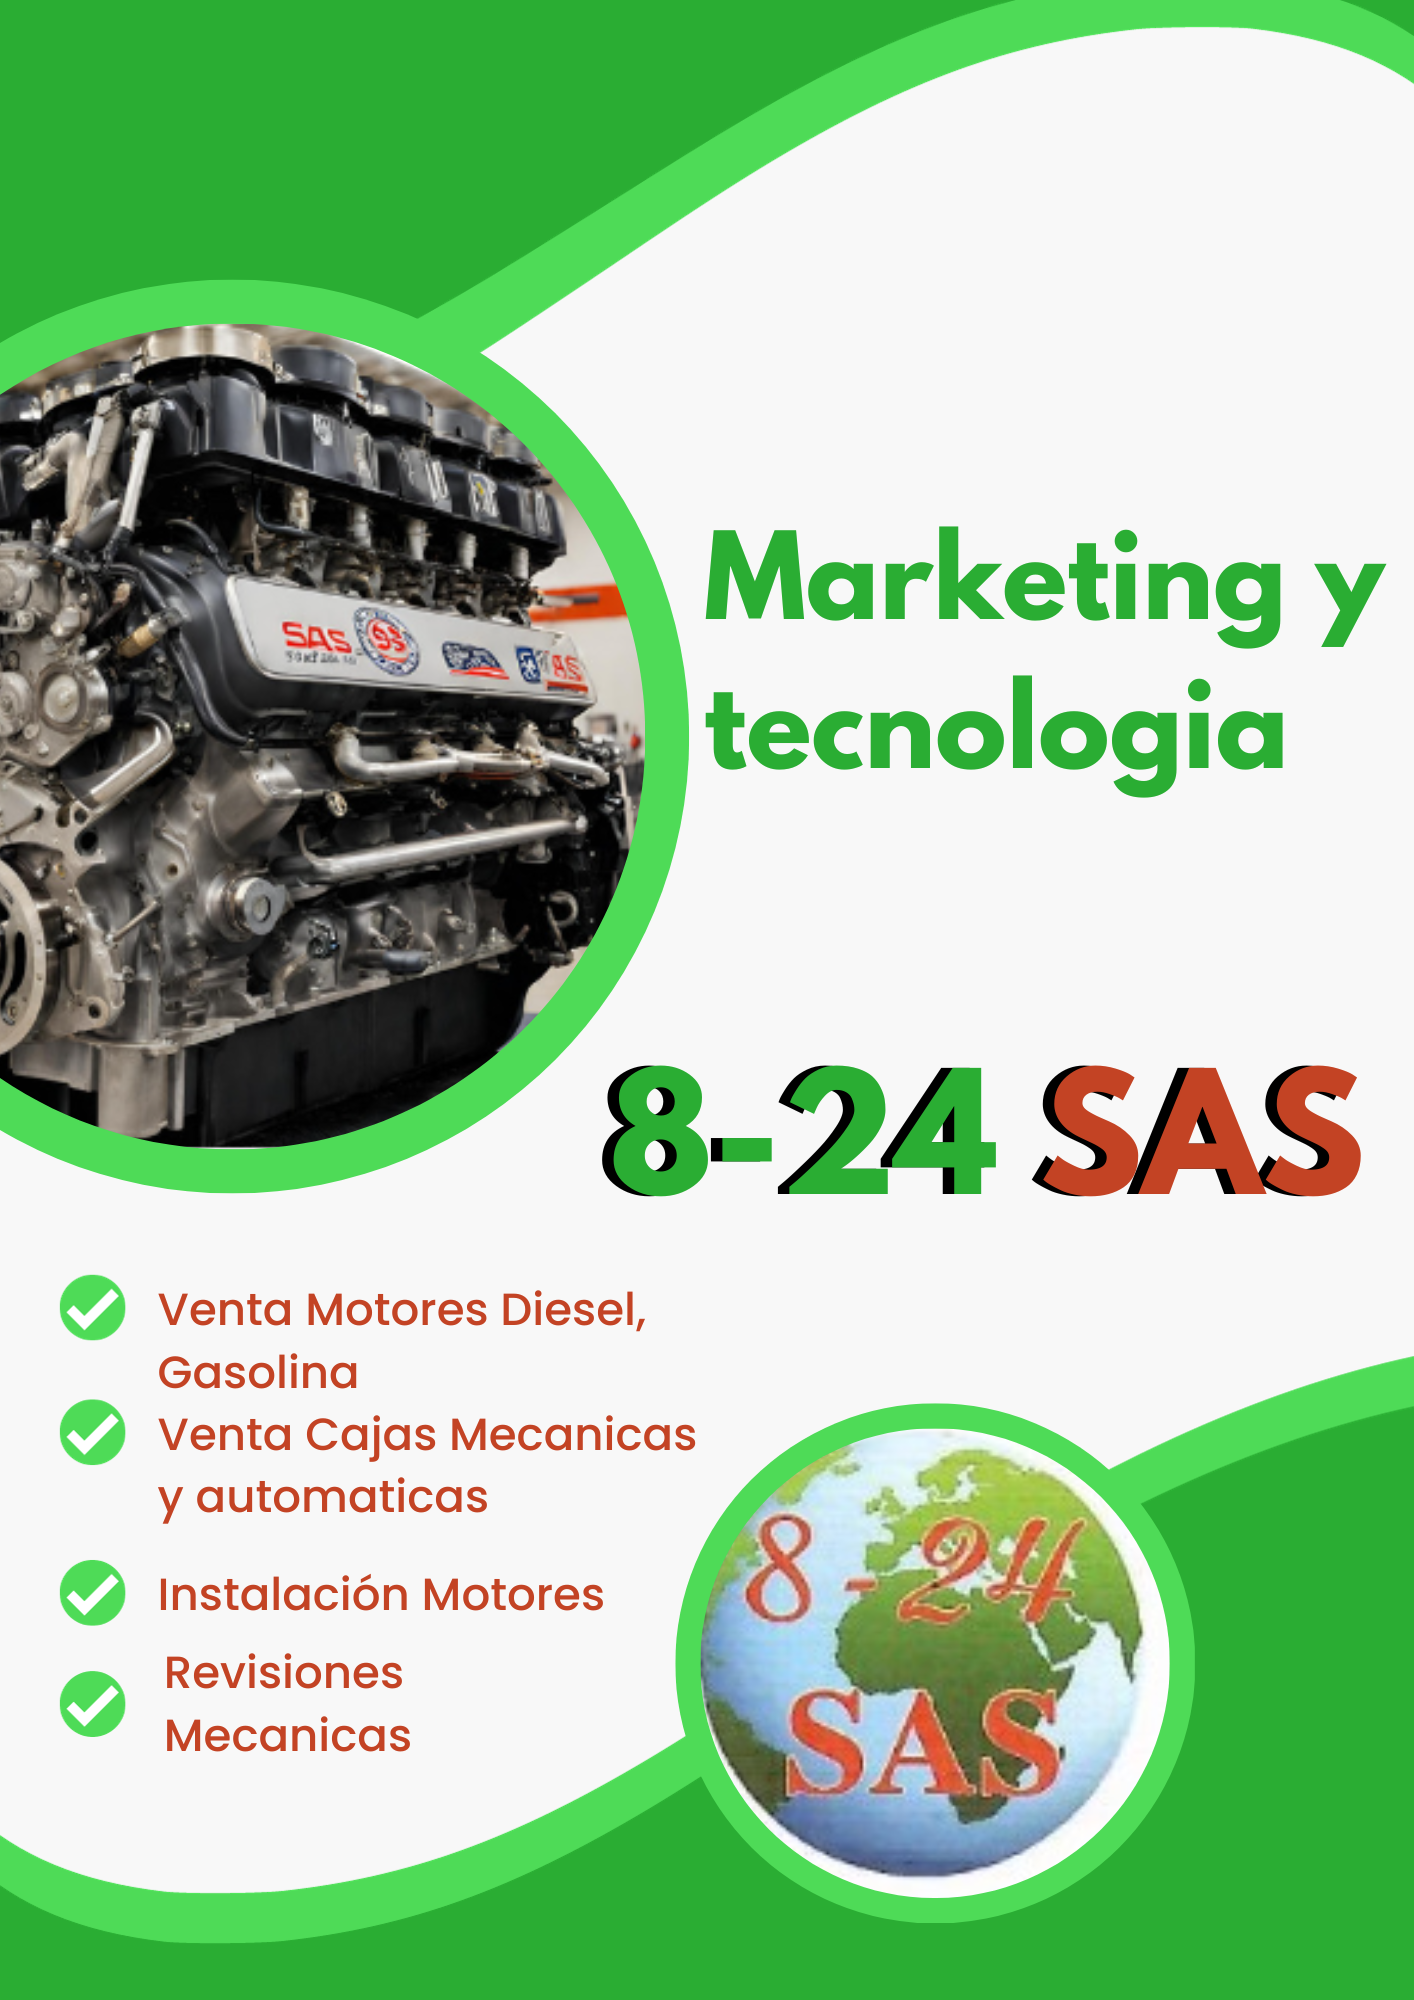 Marketing y
tecnologia
SAS
8-24 SAS
Venta Motores Diesel,
Gasolina
Venta Cajas Mecanicas
y automaticas
Instalación Motores
Revisiones
Mecanicas
8-24
SAS